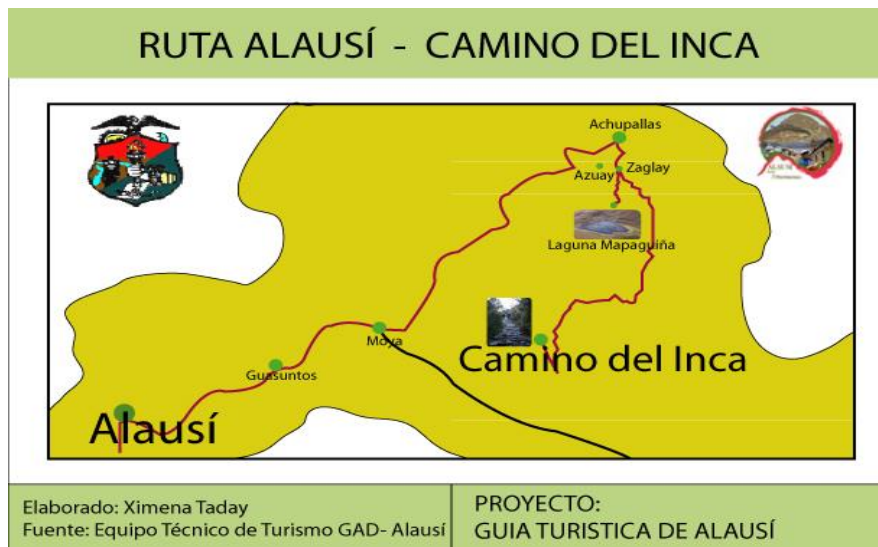 RUTA ALAUSÍ - CAMINO DEL INCA
Achupallas
Azuay
Zaglay
Laguna Mapaguiña
Moya
Camino del Inca
Guasuntos
Alausí
Elaborado: Ximena Taday
Fuente: Equipo Técnico de Turismo GAD- Alausí
PROYECTO:
GUIA TURISTICA DE ALAUSÍ